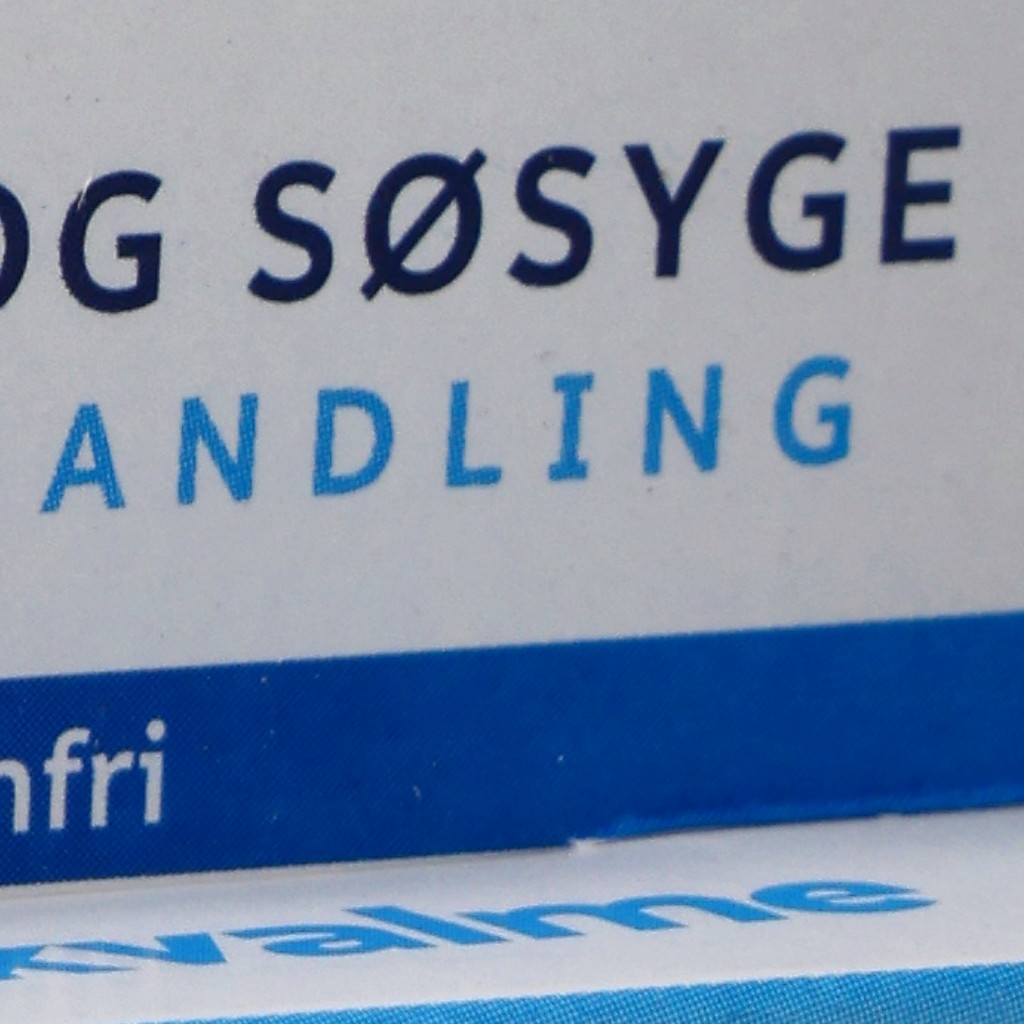 OG SØSYGE
ANDLING
nfri
kvalme